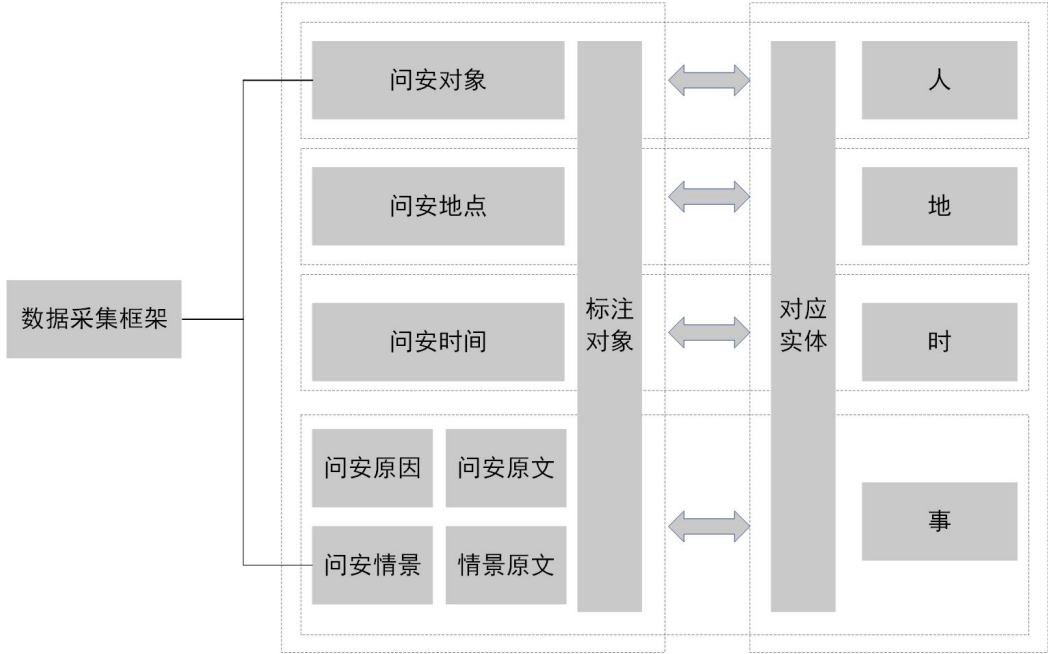 数据采集框架
问安对象
人
问安地点
地
标注
对象
对应
实体
问安时间
时
问安原因
问安原文
事
问安情景
情景原文